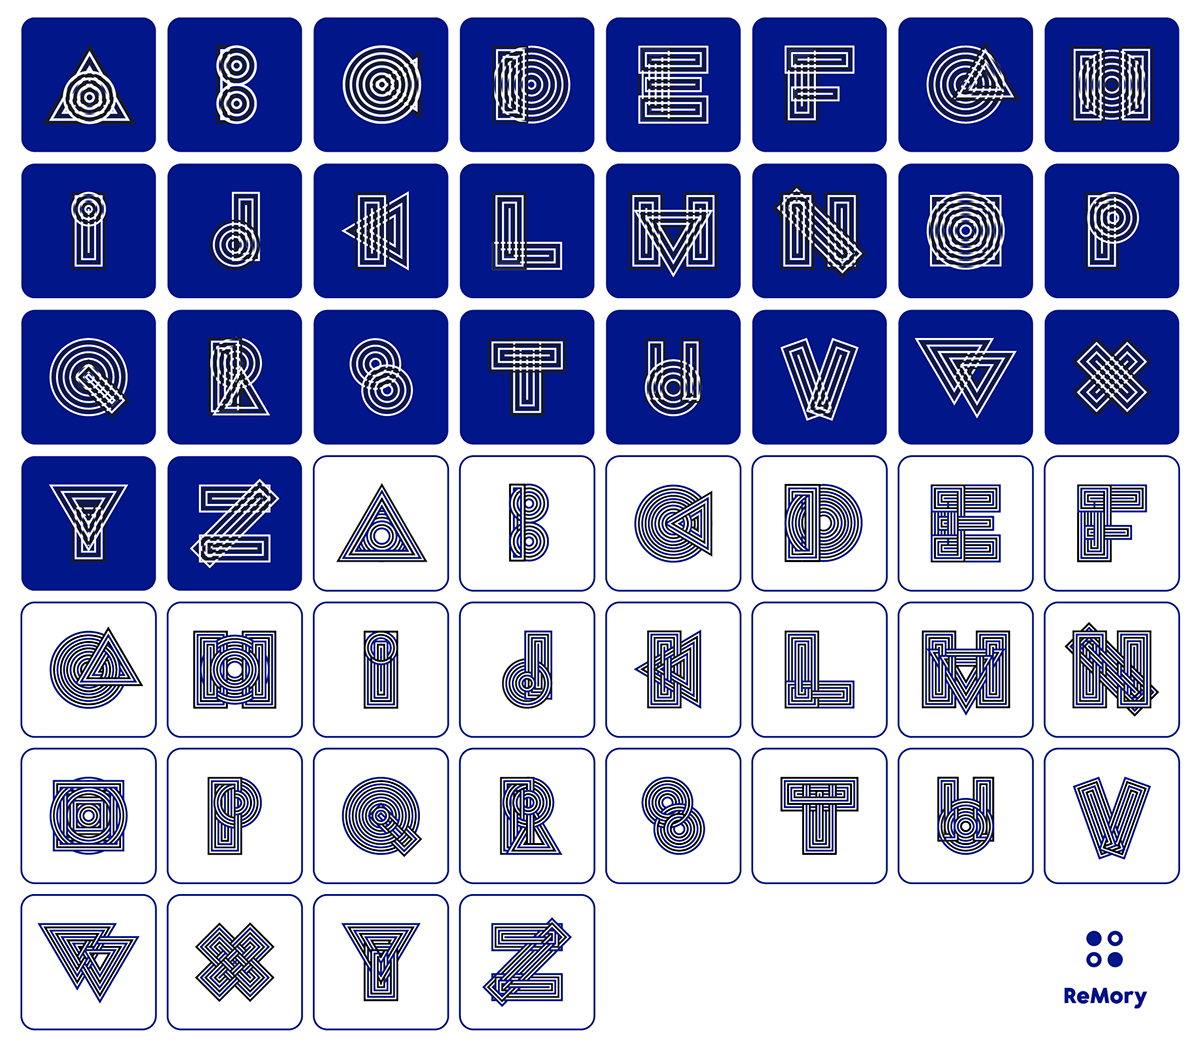 A B C D E F G H
i d K L M N O P
Q R S T U V W X
Y Z A B C D E F
G H i d K L M N
O P Q R S T U V
W X Y Z
ReMory